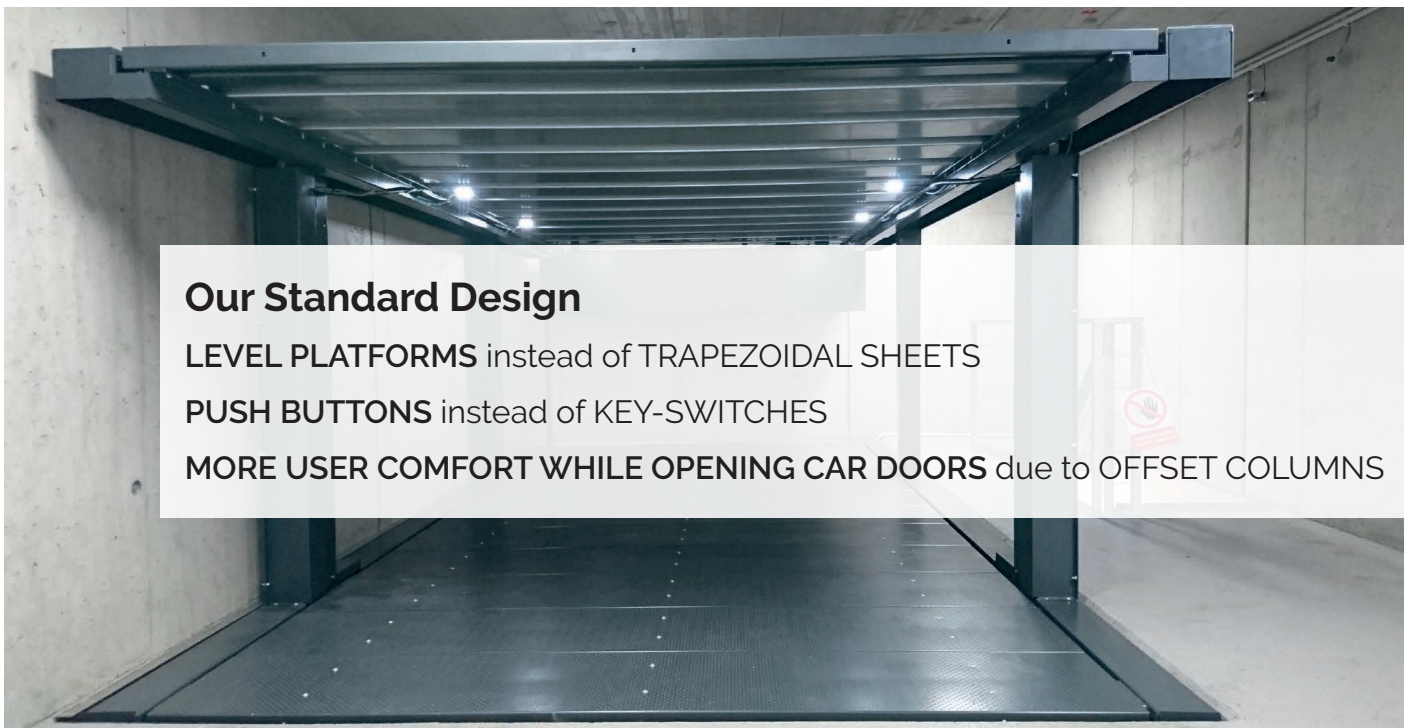 Our Standard Design
LEVEL PLATFORMS instead of TRAPEZOIDAL SHEETS
PUSH BUTTONS instead of KEY-SWITCHES
MORE USER COMFORT WHILE OPENING CAR DOORS due to OFFSET COLUMNS